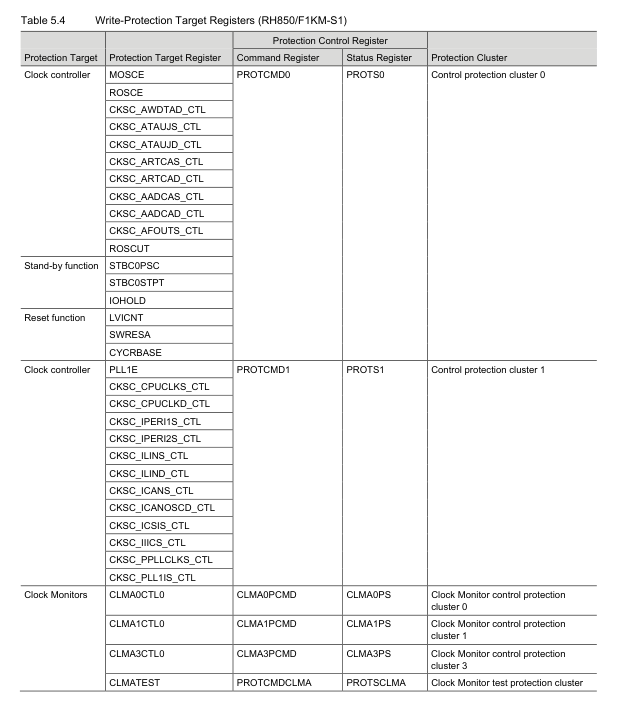 Table 5.4 Write-Protection Target Registers (RH850/F1KM-S1)
Protection Control Register
Protection Target Protection Target Register Command Register Status Register Protection Cluster
Clock controller MOSCE PROTCMD0 PROTS0 Control protection cluster 0
ROSCE
CKSC_AWDTAD_CTL
CKSC_ATAUJS_CTL
CKSC_ATAUJD_CTL
CKSC_ARTCAS_CTL
CKSC_ARTCAD_CTL
CKSC_AADCAS_CTL
CKSC_AADCAD_CTL
CKSC_AFOUTS_CTL
ROSCUT
Stand-by function STBC0PSC
STBC0STPT
IOHOLD
Reset function LVICNT
SWRESA
CYCRBASE
Clock controller PLL1E PROTCMD1 PROTS1 Control protection cluster 1
CKSC_CPUCLKS_CTL
CKSC_CPUCLKD_CTL
CKSC_IPERI1S_CTL
CKSC_IPERI2S_CTL
CKSC_ILINS_CTL
CKSC_ILIND_CTL
CKSC_ICANS_CTL
CKSC_ICANOSCD_CTL
CKSC_ICSIS_CTL
CKSC_IIICS_CTL
CKSC_PPLLCLKS_CTL
CKSC_PLL1IS_CTL
Clock Monitors CLMA0CTL0 CLMA0PCMD CLMA0PS Clock Monitor control protection
cluster 0
CLMA1CTL0 CLMA1PCMD CLMA1PS Clock Monitor control protection
cluster 1
CLMA3CTL0 CLMA3PCMD CLMA3PS Clock Monitor control protection
cluster 3
CLMATEST PROTCMDCLMA PROTSCLMA Clock Monitor test protection cluster